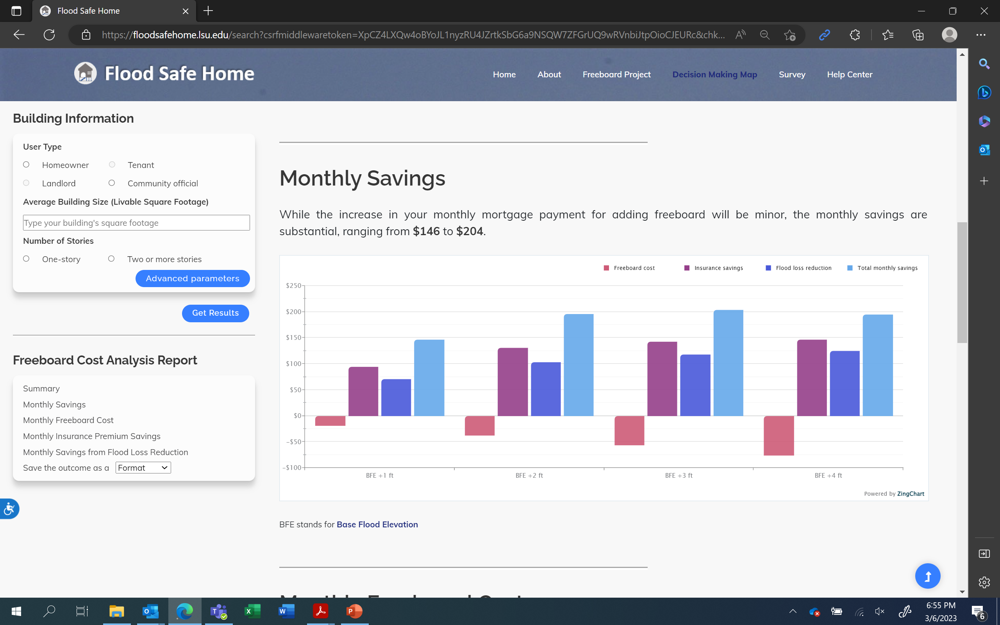 Flood Safe Home
https://floodsafehome.lsu.edu/search?csrfmiddlewaretoken=XpCZ4LXQw4oBYoJL1nyzRU4JZrtkSbG6a9NSQW7ZFGrUQ9wRVnbiJtpOioCJEURc&chk...
Flood Safe Home
Home About Freeboard Project Decision Making Map Survey Help Center
Building Information
User Type
Homeowner Tenant
Landlord Community official
Average Building Size (Livable Square Footage)
Type your building's square footage
Number of Stories
One-story Two or more stories
Advanced parameters
Get Results
Freeboard Cost Analysis Report
Summary
Monthly Savings
Monthly Freeboard Cost
Monthly Insurance Premium Savings
Monthly Savings from Flood Loss Reduction
Save the outcome as a Format
Monthly Savings
While the increase in your monthly mortgage payment for adding freeboard will be minor, the monthly savings are
substantial, ranging from $146 to $204.
Freeboard cost Insurance savings Flood loss reduction Total monthly savings
$250
$200
$150
$100
$50
$0
-$50
-$100
BFE +1 ft BFE +2 ft BFE +3 ft BFE +4 ft
Powered by ZingChart
BFE stands for Base Flood Elevation
6:55 PM
3/6/2023
6